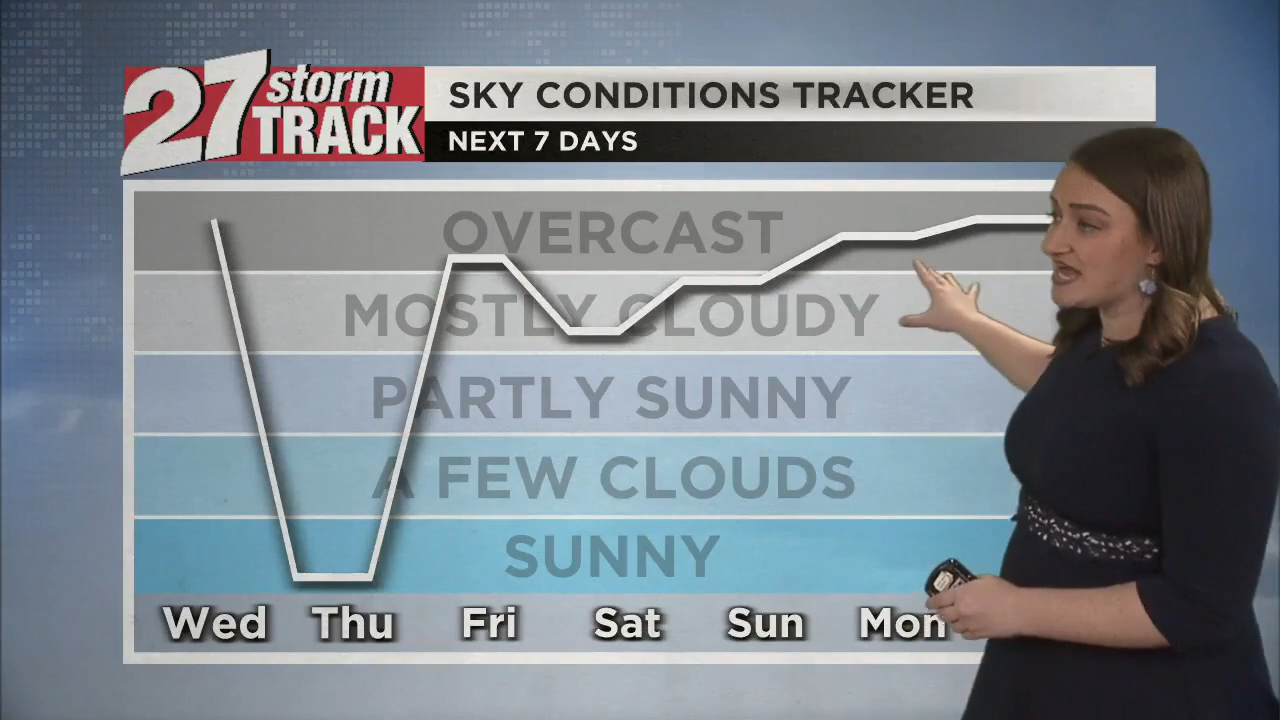 27 storm TRACK
SKY CONDITIONS TRACKER
NEXT 7 DAYS
OVERCAST
MOSTLY CLOUDY
PARTLY SUNNY
A FEW CLOUDS
SUNNY
Wed Thu Fri Sat Sun Mon